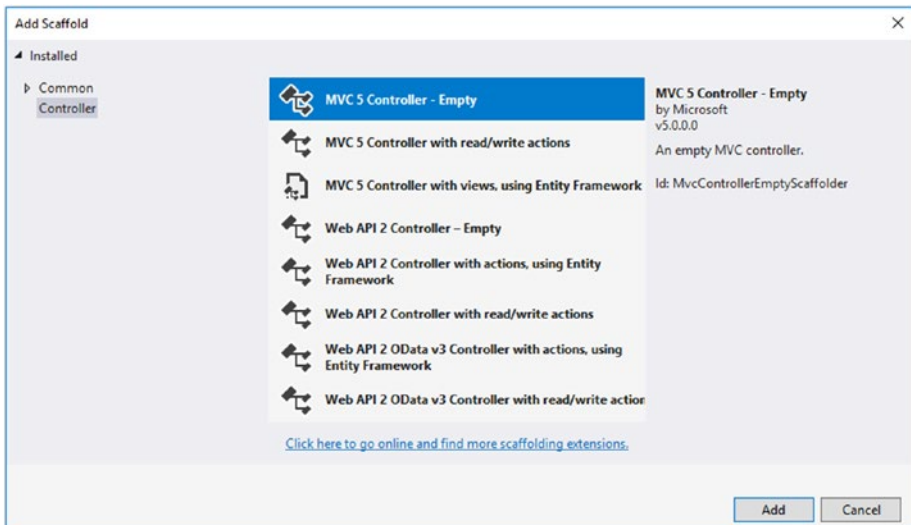 Add Scaffold
Installed
Common
Controller
MVC 5 Controller - Empty
MVC 5 Controller with read/write actions
MVC 5 Controller with views, using Entity Framework
Web API 2 Controller – Empty
Web API 2 Controller with actions, using Entity
Framework
Web API 2 Controller with read/write actions
Web API 2 OData v3 Controller with actions, using
Entity Framework
Web API 2 OData v3 Controller with read/write action
Click here to go online and find more scaffolding extensions.
MVC 5 Controller - Empty
by Microsoft
v5.0.0.0
An empty MVC controller.
Id: MvcControllerEmptyScaffolder
Add
Cancel